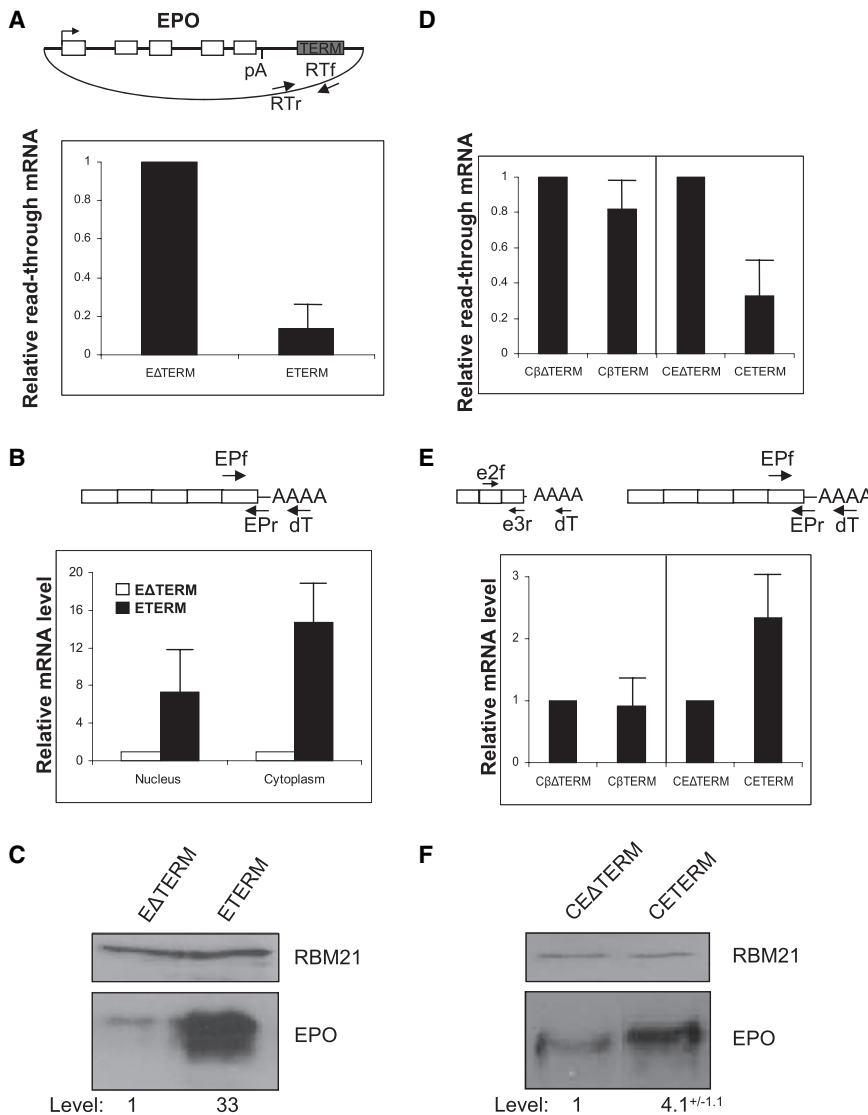 A
EPO
TERM
pA
RTf
RTr
Relative read-through mRNA
1
0.8
0.6
0.4
0.2
0
EΔTERM
ETERM
B
EPf
AAAA
EPr
dT
Relative mRNA level
20
16
12
8
4
0
EΔTERM
ETERM
Nucleus
Cytoplasm
C
EΔTERM
ETERM
RBM21
EPO
Level: 1 33
D
Relative read-through mRNA
1
0.8
0.6
0.4
0.2
0
CβΔTERM
CβTERM
CEΔTERM
CETERM
E
e2f
AAAA
e3r
dT
EPf
AAAA
EPr
dT
Relative mRNA level
3
2
1
0
CβΔTERM
CβTERM
CEΔTERM
CETERM
F
CEΔTERM
CETERM
RBM21
EPO
Level: 1 4.1+/-1.1